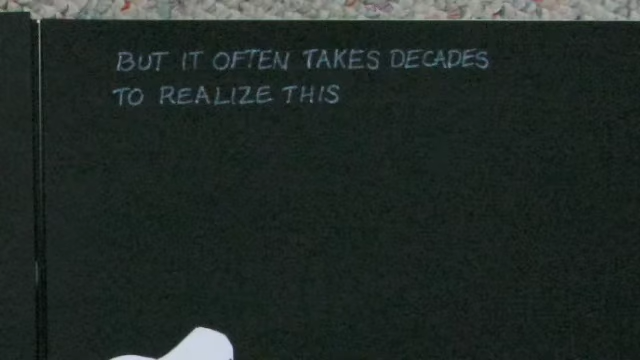 BUT IT OFTEN TAKES DECADES
TO REALIZE THIS